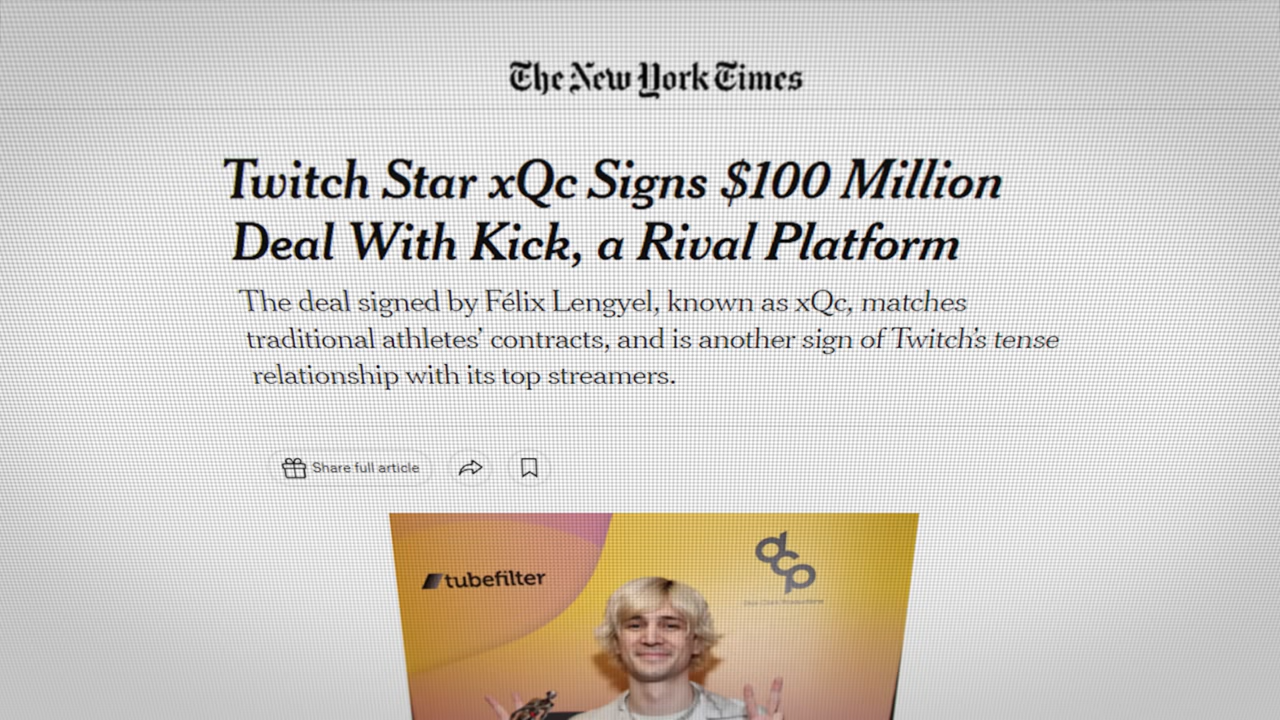 The New York Times
Twitch Star xQc Signs $100 Million
Deal With Kick, a Rival Platform
The deal signed by Félix Lengyel, known as xQc, matches
traditional athletes’ contracts, and is another sign of Twitch’s tense
relationship with its top streamers.
Share full article
tubefilter
dcp